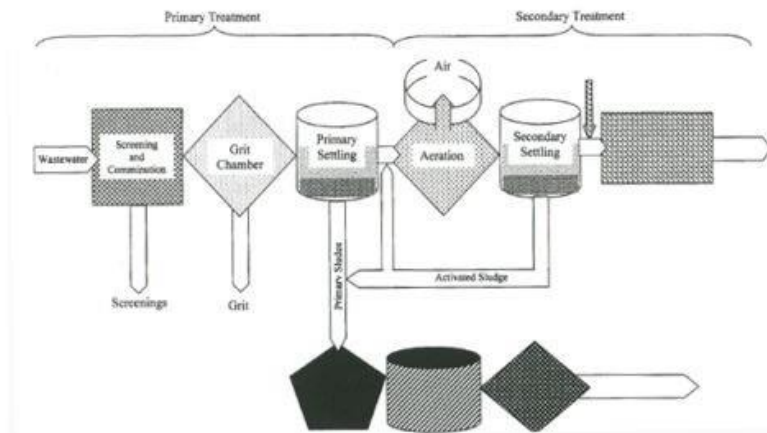 Primary Treatment
Secondary Treatment
Air
Wastewater
Screening
and
Comminution
Grit
Chamber
Primary
Settling
Aeration
Secondary
Settling
Primary Sludge
Activated Sludge
Screenings
Grit